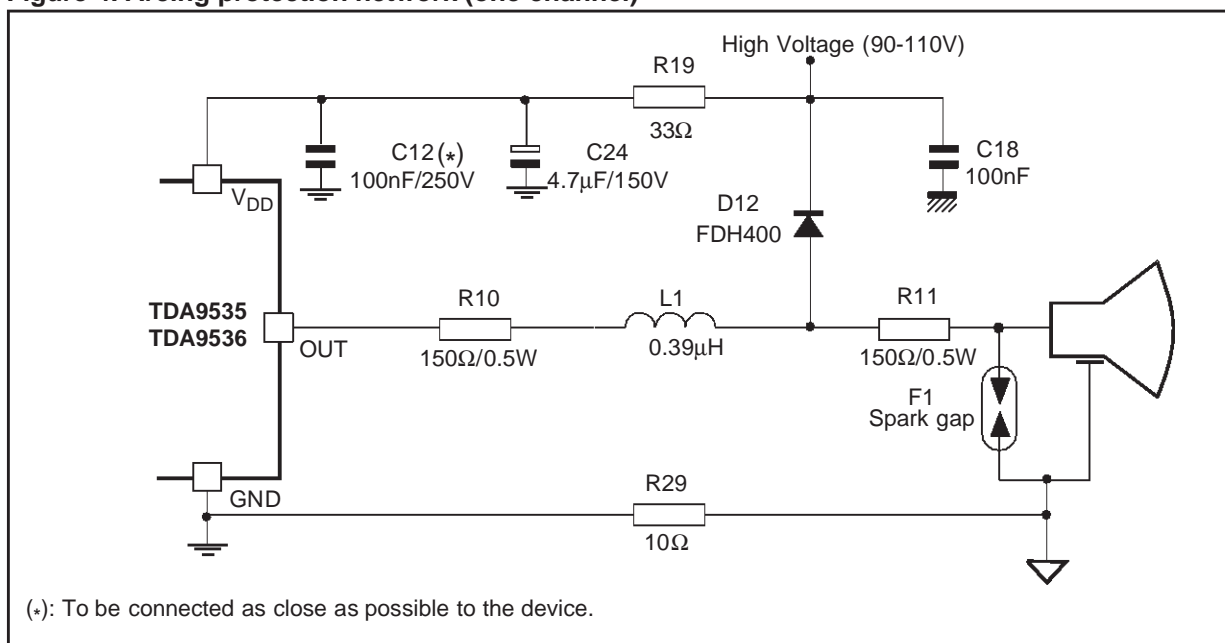 High Voltage (90-110V)
R19
33Ω
C12(*)
100nF/250V
C24
4.7µF/150V
C18
100nF
VDD
D12
FDH400
TDA9535
TDA9536
OUT
R10
150Ω/0.5W
L1
0.39µH
R11
150Ω/0.5W
F1
Spark gap
GND
R29
10Ω
(*): To be connected as close as possible to the device.